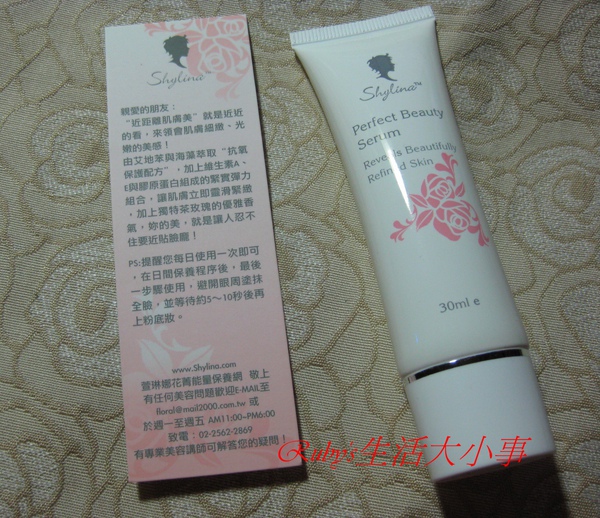 Shylina
親愛的朋友：
“近距離肌膚美”就是近近
的看，來領會肌膚細緻、光
嫩的美感！
由艾地苯與海藻萃取“抗氧
保護配方”，加上維生素A、
E與膠原蛋白組成的緊實彈力
組合，讓肌膚立即靈滑緊緻
，加上獨特茶玫瑰的優雅香
氣，妳的美，就是讓人忍不
住要近貼臉龐！
PS:提醒您每日使用一次即可
，在日間保養程序後，最後
一步驟使用，避開眼周塗抹
全臉，並等待約5～10秒後再
上粉底妝。
www.Shylina.com
萱琳娜花菁能量保養網 敬上
有任何美容問題歡迎E-MAIL至
floral@mail2000.com.tw 或
於週一至週五 AM11:00~PM6:00
致電：02-2562-2869
有專業美容講師可解答您的疑問！
Shylina™
Perfect Beauty
Serum
Reveals Beautifully
Refined Skin
30ml e
Ruby's生活大小事